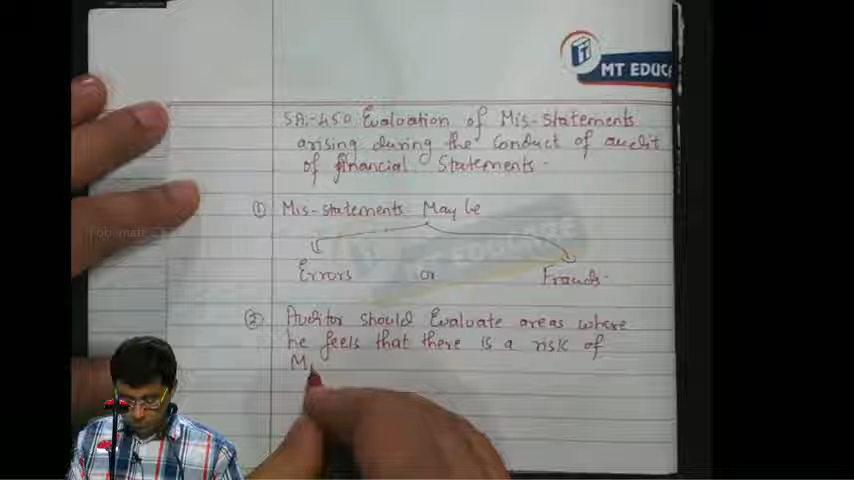 MT EDUCA
SA:-450 Evaluation of Mis-statements
arising during the conduct of audit
of financial Statements.
① Mis-statements May be
Errors or Frauds.
② Auditor should Evaluate areas where
he feels that there is a risk of
M